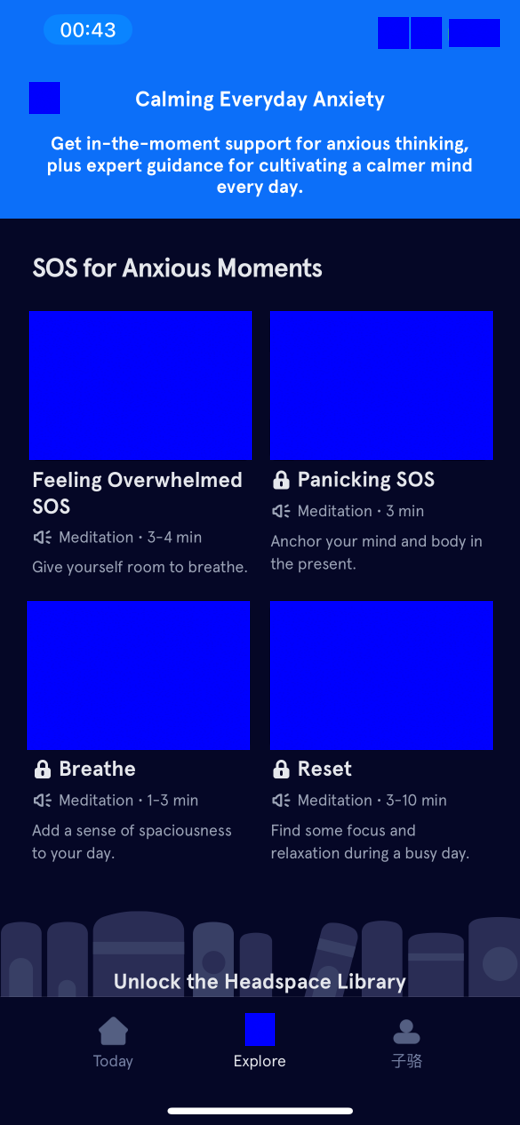 00:43
Calming Everyday Anxiety
Get in-the-moment support for anxious thinking,
plus expert guidance for cultivating a calmer mind
every day.
SOS for Anxious Moments
Feeling Overwhelmed
SOS
Meditation • 3-4 min
Give yourself room to breathe.
Panicking SOS
Meditation • 3 min
Anchor your mind and body in
the present.
Breathe
Meditation • 1-3 min
Add a sense of spaciousness
to your day.
Reset
Meditation • 3-10 min
Find some focus and
relaxation during a busy day.
Unlock the Headspace Library
Today
Explore
子骆